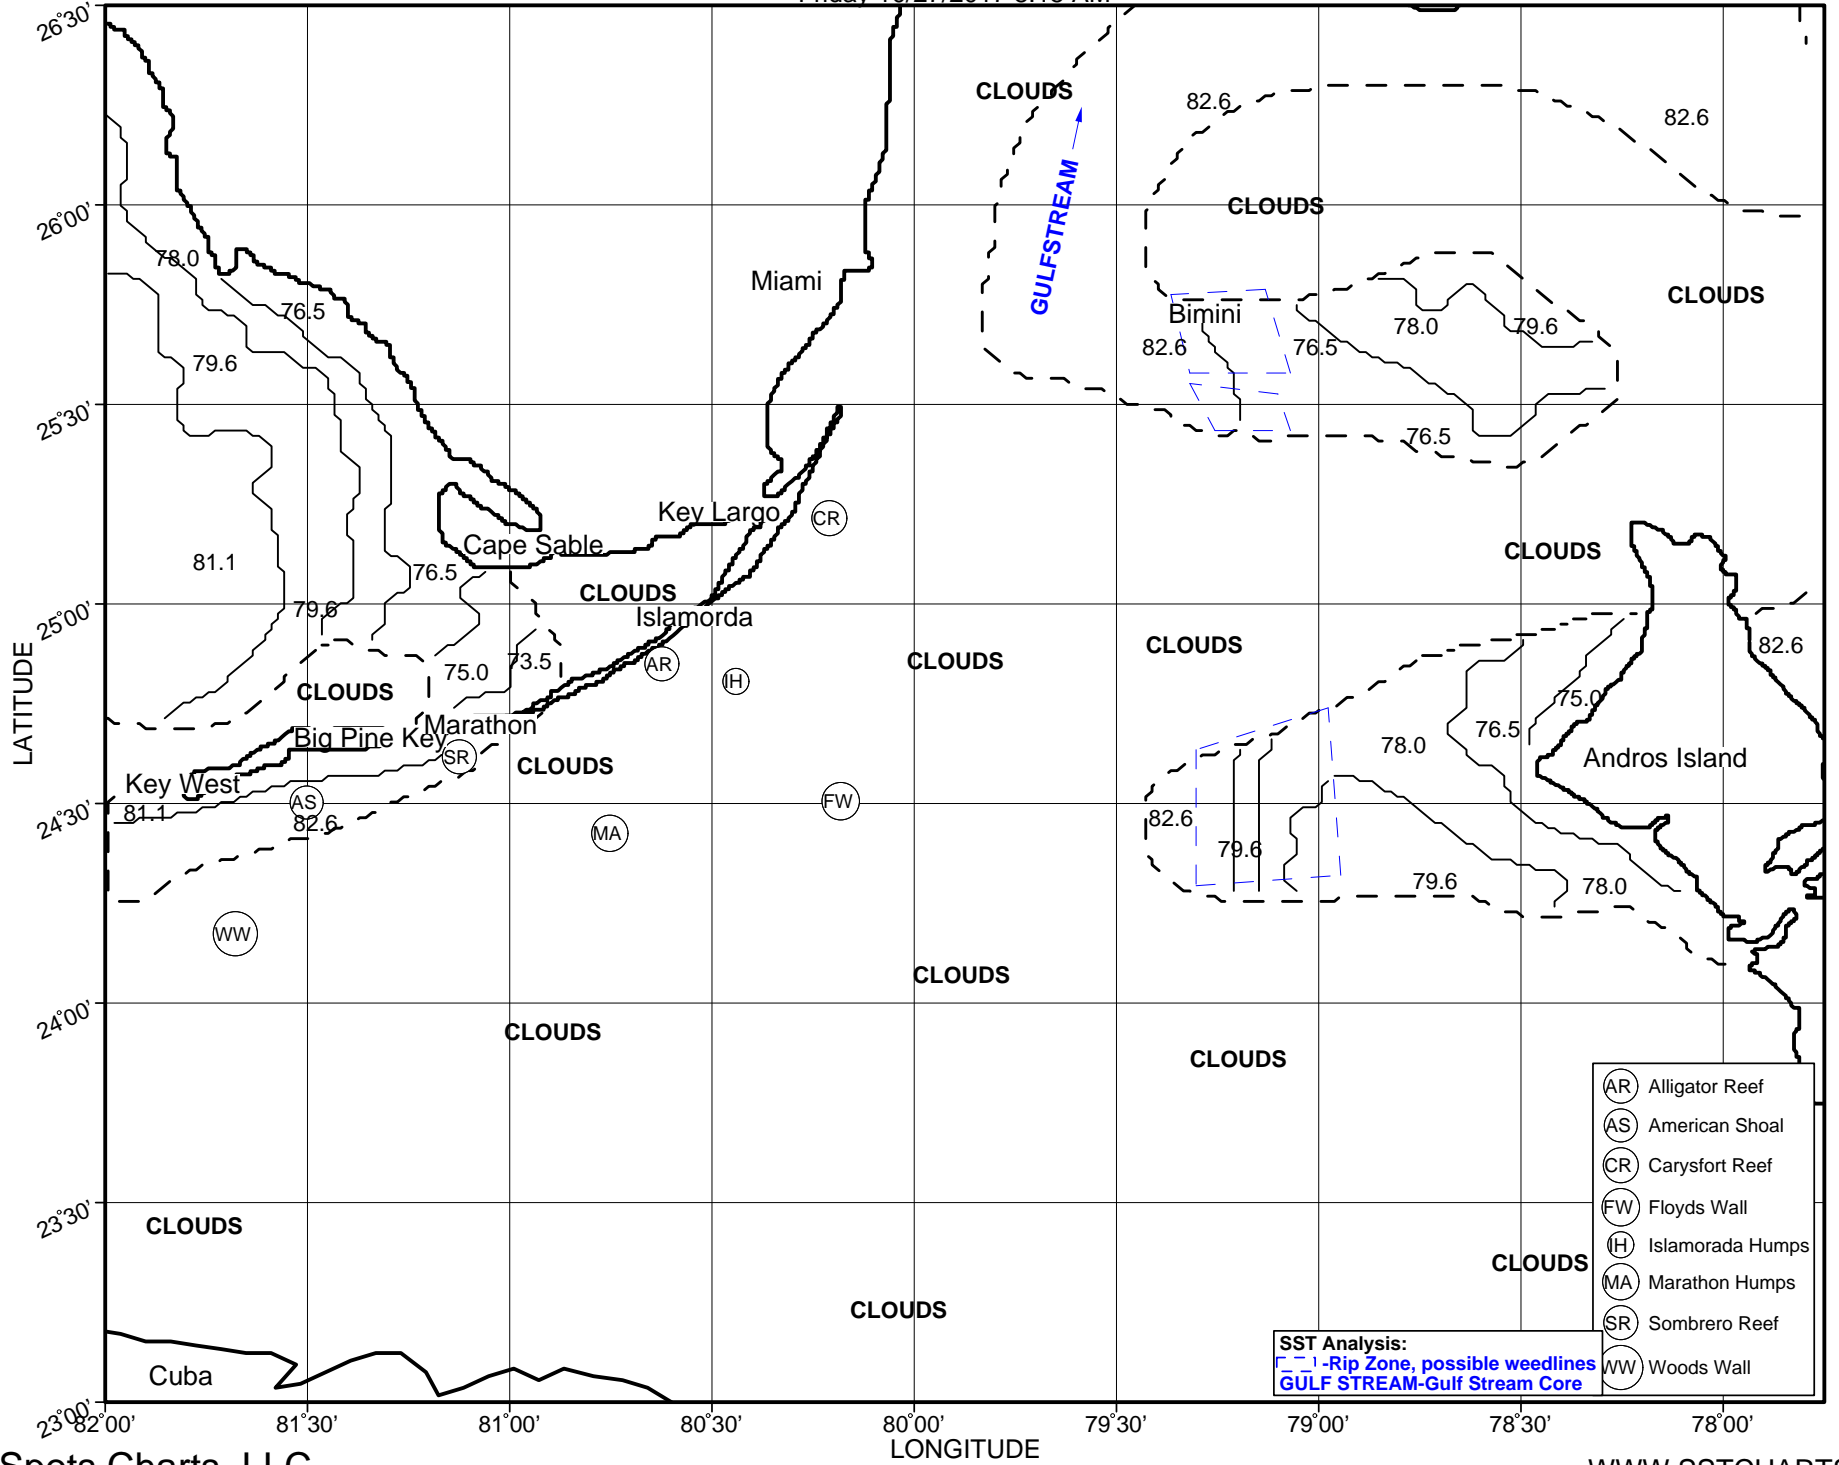 26°30'
CLOUDS
82.6
82.6
GULFSTREAM
26°00'
CLOUDS
78.0
Miami
76.5
CLOUDS
Bimini
78.0
79.6
79.6
82.6
76.5
25°30'
76.5
Key Largo
CR
Cape Sable
CLOUDS
81.1
76.5
CLOUDS
79.6
25°00'
Islamorda
CLOUDS
82.6
LATITUDE
75.0
73.5
AR
IH
CLOUDS
CLOUDS
75.0
Marathon
76.5
Big Pine Key
SR
CLOUDS
78.0
Andros Island
Key West
AS
FW
24°30'
81.1
82.6
MA
82.6
79.6
79.6
78.0
WW
CLOUDS
24°00'
CLOUDS
CLOUDS
AR Alligator Reef
AS American Shoal
CR Carysfort Reef
FW Floyds Wall
IH Islamorada Humps
MA Marathon Humps
SR Sombrero Reef
WW Woods Wall
23°30'
CLOUDS
CLOUDS
CLOUDS
SST Analysis:
-Rip Zone, possible weedlines
GULF STREAM-Gulf Stream Core
Cuba
23°00'
82°00' 81°30' 81°00' 80°30' 80°00' 79°30' 79°00' 78°30' 78°00'
LONGITUDE